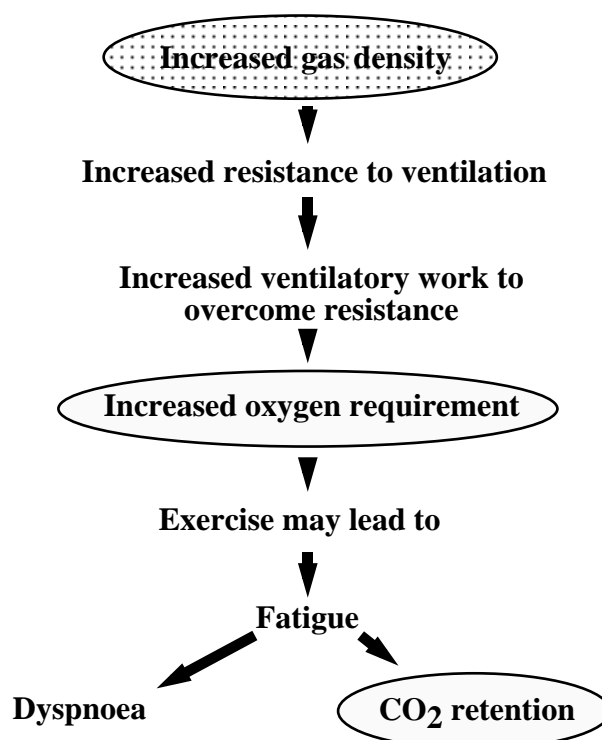 Increased gas density
Increased resistance to ventilation
Increased ventilatory work to
overcome resistance
Increased oxygen requirement
Exercise may lead to
Fatigue
Dyspnoea
CO2 retention